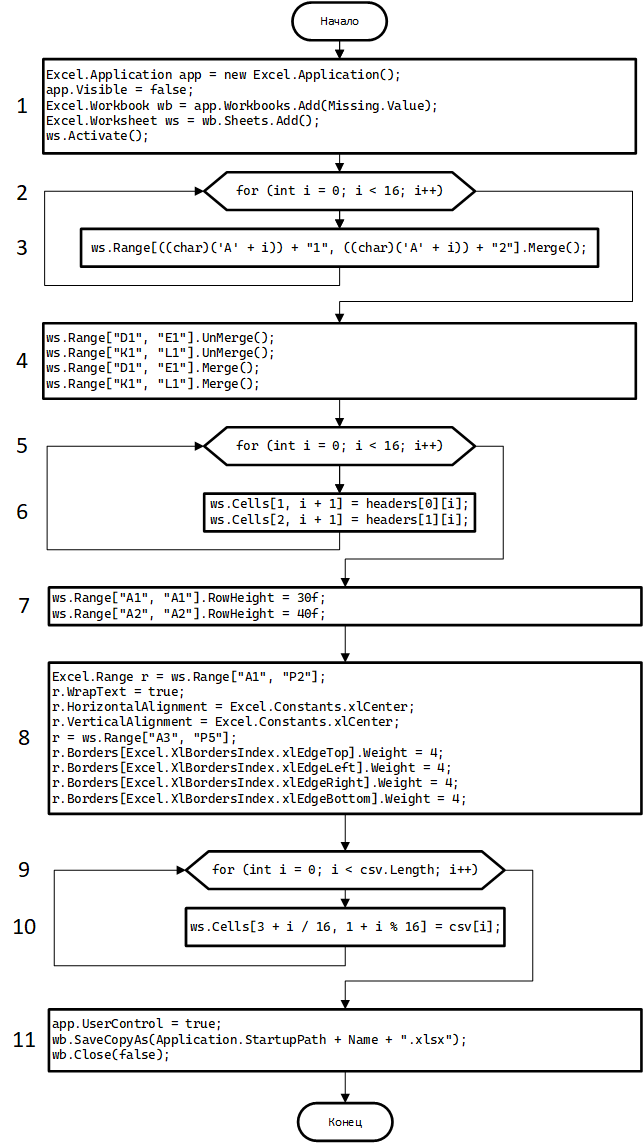 Начало
1
Excel.Application app = new Excel.Application();
app.Visible = false;
Excel.Workbook wb = app.Workbooks.Add(Missing.Value);
Excel.Worksheet ws = wb.Sheets.Add();
ws.Activate();
2
for (int i = 0; i < 16; i++)
3
ws.Range[((char)('A' + i)) + "1", ((char)('A' + i)) + "2"].Merge();
4
ws.Range["D1", "E1"].UnMerge();
ws.Range["K1", "L1"].UnMerge();
ws.Range["D1", "E1"].Merge();
ws.Range["K1", "L1"].Merge();
5
for (int i = 0; i < 16; i++)
6
ws.Cells[1, i + 1] = headers[0][i];
ws.Cells[2, i + 1] = headers[1][i];
7
ws.Range["A1", "A1"].RowHeight = 30f;
ws.Range["A2", "A2"].RowHeight = 40f;
8
Excel.Range r = ws.Range["A1", "P2"];
r.WrapText = true;
r.HorizontalAlignment = Excel.Constants.xlCenter;
r.VerticalAlignment = Excel.Constants.xlCenter;
r = ws.Range["A3", "P5"];
r.Borders[Excel.XlBordersIndex.xlEdgeTop].Weight = 4;
r.Borders[Excel.XlBordersIndex.xlEdgeLeft].Weight = 4;
r.Borders[Excel.XlBordersIndex.xlEdgeRight].Weight = 4;
r.Borders[Excel.XlBordersIndex.xlEdgeBottom].Weight = 4;
9
for (int i = 0; i < csv.Length; i++)
10
ws.Cells[3 + i / 16, 1 + i % 16] = csv[i];
11
app.UserControl = true;
wb.SaveCopyAs(Application.StartupPath + Name + ".xlsx");
wb.Close(false);
Конец